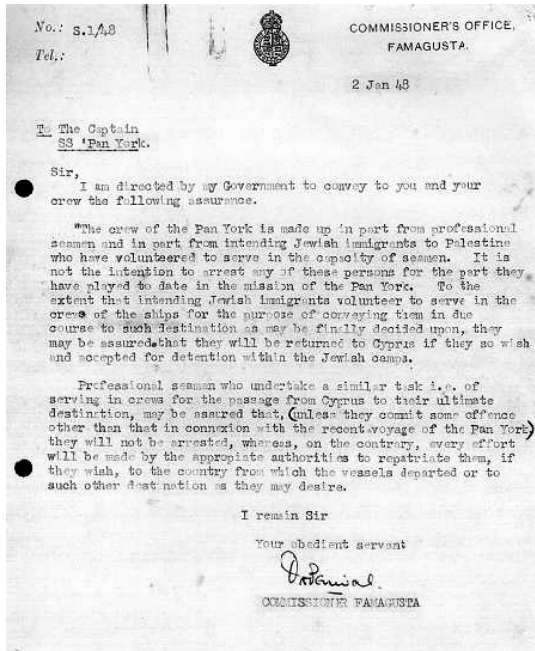 No.: S.1/48
COMMISSIONER'S OFFICE,
FAMAGUSTA.
Tel.:
2 Jan 48
To The Captain
SS 'Pan York.
Sir,
I am directed by my Government to convey to you and your
crew the following assurance.
"The crew of the Pan York is made up in part from professional
seamen and in part from intending Jewish immigrants to Palestine
who have volunteered to serve in the capacity of seamen. It is
not the intention to arrest any of these persons for the part they
have played to date in the mission of the Pan York. To the
extent that intending Jewish immigrants volunteer to serve in the
crews of the ships for the purpose of conveying them in due
course to such destination as may be finally decided upon, they
may be assured that they will be returned to Cyprus if they so wish
and accepted for detention within the Jewish camps.
Professional seamen who undertake a similar task i.e. of
serving in crews for the passage from Cyprus to their ultimate
destination, may be assured that, (unless they commit some offence
other than that in connexion with the recent voyage of the Pan York)
they will not be arrested, whereas, on the contrary, every effort
will be made by the appropiate authorities to repatriate them, if
they wish, to the country from which the vessels departed or to
such other destination as they may desire.
I remain Sir
Your obedient servant
COMMISSIONER FAMAGUSTA